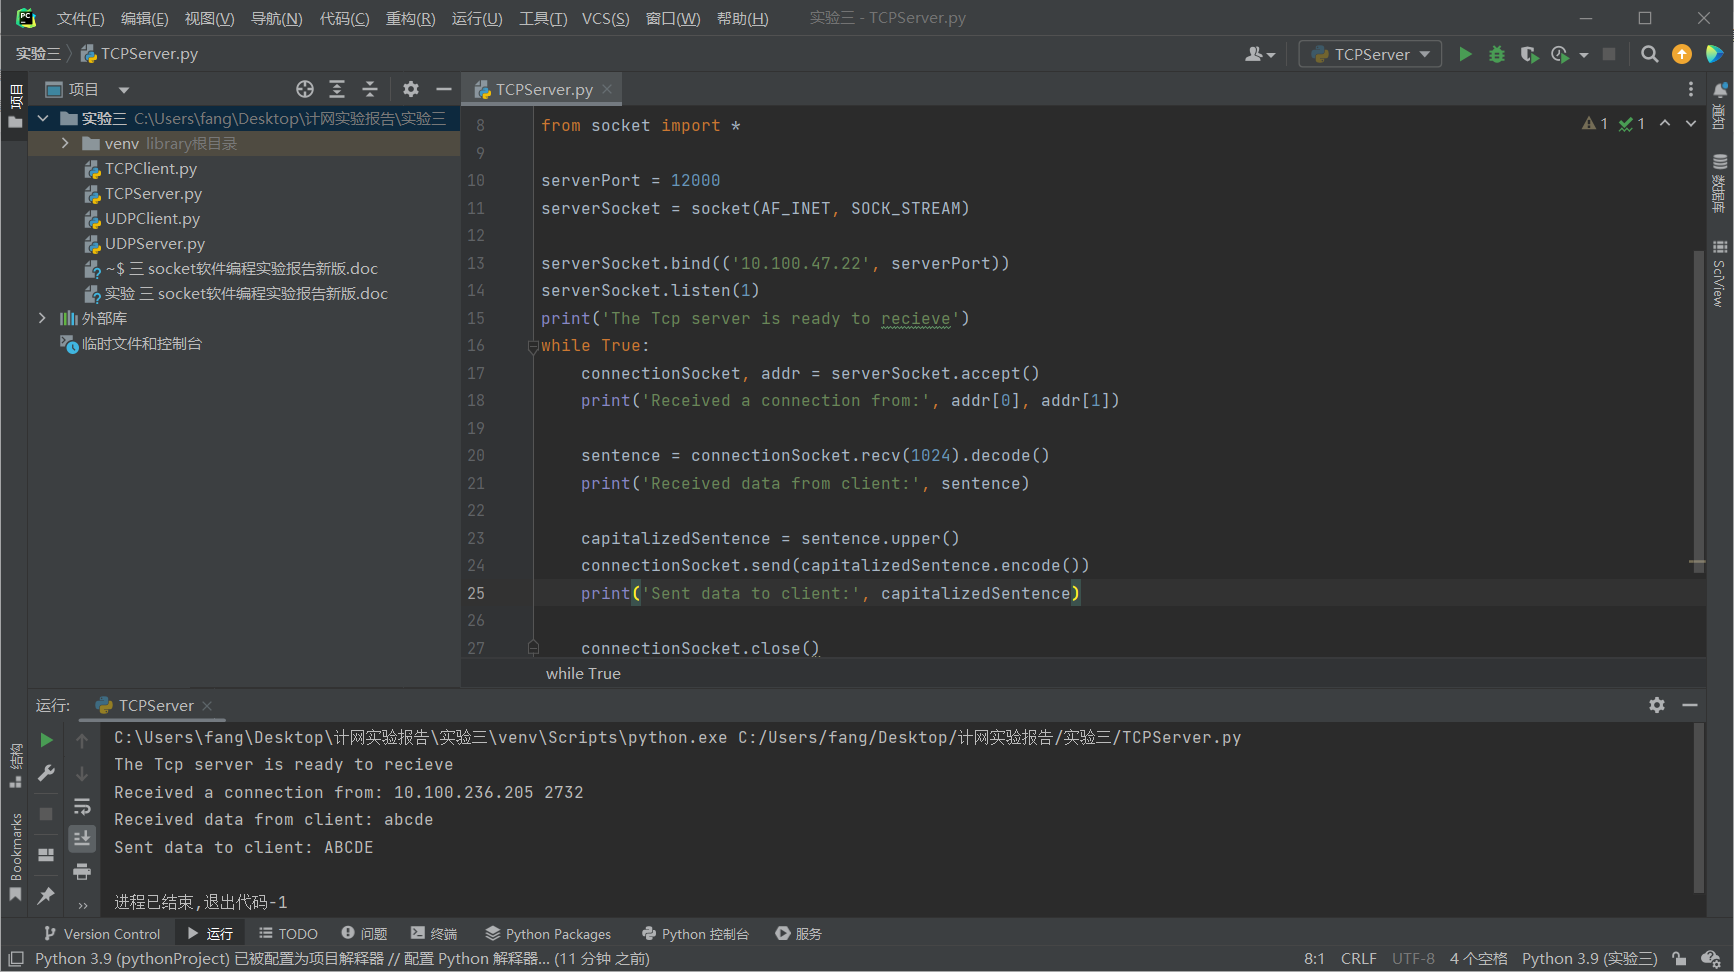 文件(F) 编辑(E) 视图(V) 导航(N) 代码(C) 重构(R) 运行(U) 工具(T) VCS(S) 窗口(W) 帮助(H) 实验三 - TCPServer.py
实验三 TCPServer.py TCPServer
项目
项目
TCPServer.py
实验三 C:\Users\fang\Desktop\计网实验报告\实验三
venv library根目录
TCPClient.py
TCPServer.py
UDPClient.py
UDPServer.py
~$ 三 socket软件编程实验报告新版.doc
实验 三 socket软件编程实验报告新版.doc
外部库
临时文件和控制台
8 from socket import *
9
10 serverPort = 12000
11 serverSocket = socket(AF_INET, SOCK_STREAM)
12
13 serverSocket.bind(('10.100.47.22', serverPort))
14 serverSocket.listen(1)
15 print('The Tcp server is ready to recieve')
16 while True:
17     connectionSocket, addr = serverSocket.accept()
18     print('Received a connection from:', addr[0], addr[1])
19
20     sentence = connectionSocket.recv(1024).decode()
21     print('Received data from client:', sentence)
22
23     capitalizedSentence = sentence.upper()
24     connectionSocket.send(capitalizedSentence.encode())
25     print('Sent data to client:', capitalizedSentence)
26
27     connectionSocket.close()
while True
1 1
通知
数据库
SciView
运行: TCPServer
C:\Users\fang\Desktop\计网实验报告\实验三\venv\Scripts\python.exe C:/Users/fang/Desktop/计网实验报告/实验三/TCPServer.py
The Tcp server is ready to recieve
Received a connection from: 10.100.236.205 2732
Received data from client: abcde
Sent data to client: ABCDE
进程已结束,退出代码-1
结构
Bookmarks
Version Control 运行 TODO 问题 终端 Python Packages Python 控制台 服务
Python 3.9 (pythonProject) 已被配置为项目解释器 // 配置 Python 解释器... (11 分钟 之前) 8:1 CRLF UTF-8 4 个空格 Python 3.9 (实验三)